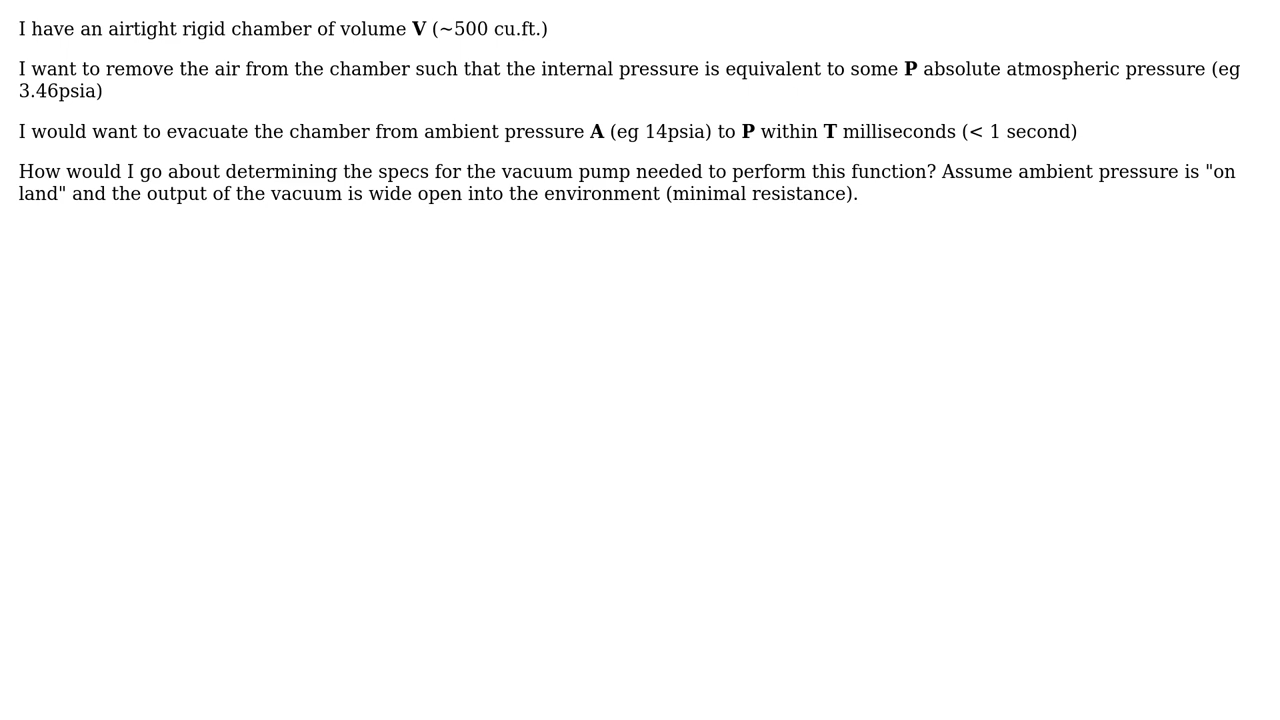 I have an airtight rigid chamber of volume V (~500 cu.ft.)
I want to remove the air from the chamber such that the internal pressure is equivalent to some P absolute atmospheric pressure (eg
3.46psia)
I would want to evacuate the chamber from ambient pressure A (eg 14psia) to P within T milliseconds (< 1 second)
How would I go about determining the specs for the vacuum pump needed to perform this function? Assume ambient pressure is "on
land" and the output of the vacuum is wide open into the environment (minimal resistance).